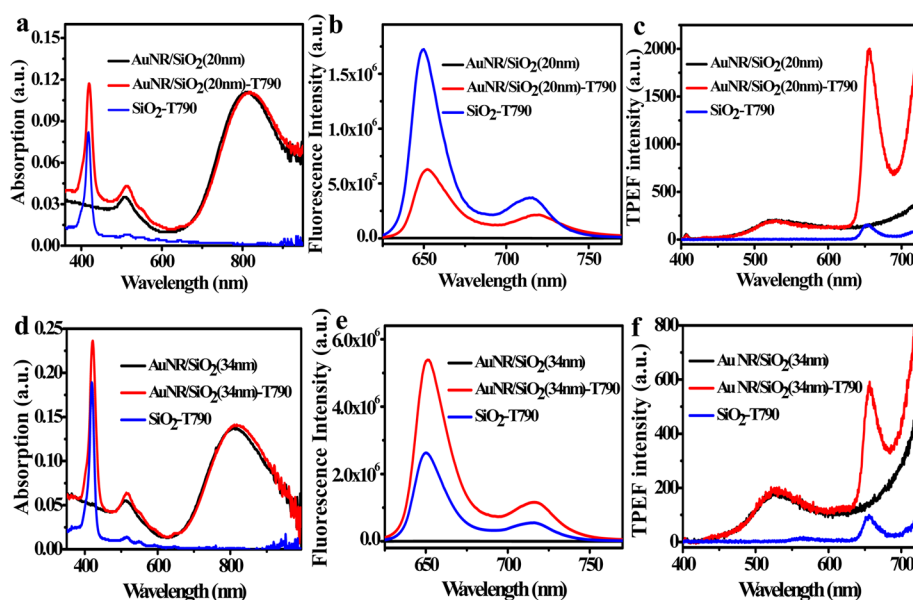 a
0.15
0.12
0.09
0.06
0.03
0.00
Absorption (a.u.)
AuNR/SiO2(20nm)
AuNR/SiO2(20nm)-T790
SiO2-T790
400 600 800
Wavelength (nm)
b
1.5x10^6
1.0x10^6
5.0x10^5
0.0
Fluorescence Intensity (a.u.)
AuNR/SiO2(20nm)
AuNR/SiO2(20nm)-T790
SiO2-T790
650 700 750
Wavelength (nm)
c
2000
1500
1000
500
250
0
TPEF intensity (a.u.)
AuNR/SiO2(20nm)
AuNR/SiO2(20nm)-T790
SiO2-T790
400 500 600 700
Wavelength (nm)
d
0.25
0.20
0.15
0.10
0.05
0.00
Absorption (a.u.)
AuNR/SiO2(34nm)
AuNR/SiO2(34nm)-T790
SiO2-T790
400 600 800
Wavelength (nm)
e
6.0x10^6
4.0x10^6
2.0x10^6
0.0
Fluorescence Intensity (a.u.)
AuNR/SiO2(34nm)
AuNR/SiO2(34nm)-T790
SiO2-T790
650 700 750
Wavelength (nm)
f
800
600
400
200
100
0
TPEF intensity (a.u.)
Au NR/SiO2(34nm)
Au NR/SiO2(34nm)-T790
SiO2-T790
400 500 600 700
Wavelength (nm)